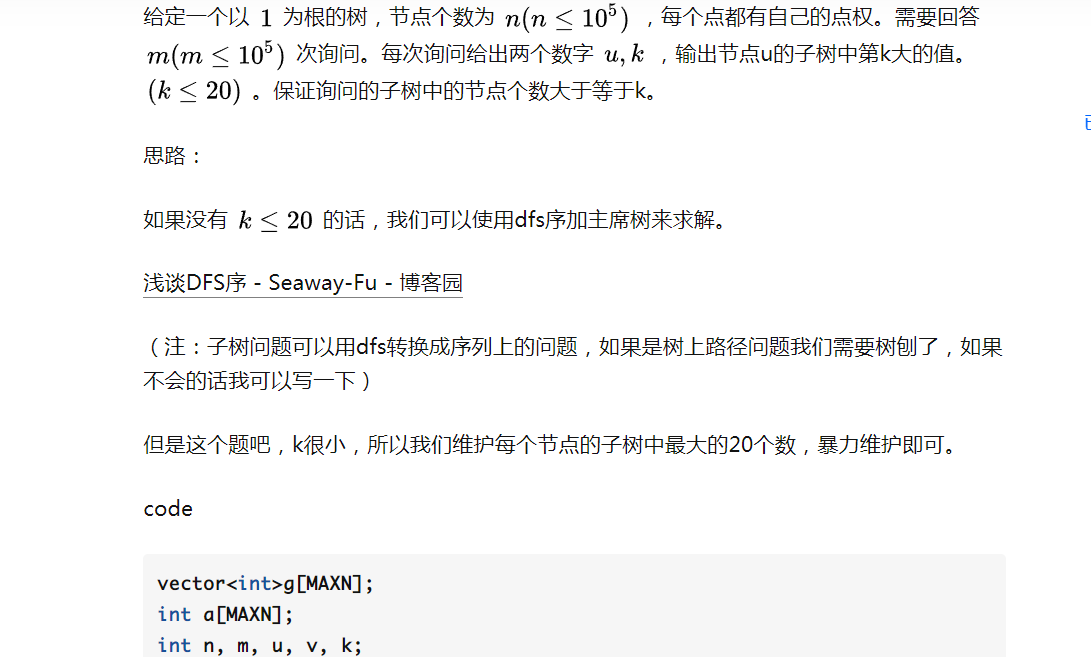 给定一个以 1 为根的树，节点个数为 n(n ≤ 10⁵) ，每个点都有自己的点权。需要回答
m(m ≤ 10⁵) 次询问。每次询问给出两个数字 u, k ，输出节点u的子树中第k大的值。
(k ≤ 20) 。保证询问的子树中的节点个数大于等于k。
思路：
如果没有 k ≤ 20 的话，我们可以使用dfs序加主席树来求解。
浅谈DFS序 - Seaway-Fu - 博客园
（注：子树问题可以用dfs转换成序列上的问题，如果是树上路径问题我们需要树刨了，如果
不会的话我可以写一下）
但是这个题吧，k很小，所以我们维护每个节点的子树中最大的20个数，暴力维护即可。
code
vector<int>g[MAXN];
int a[MAXN];
int n, m, u, v, k;